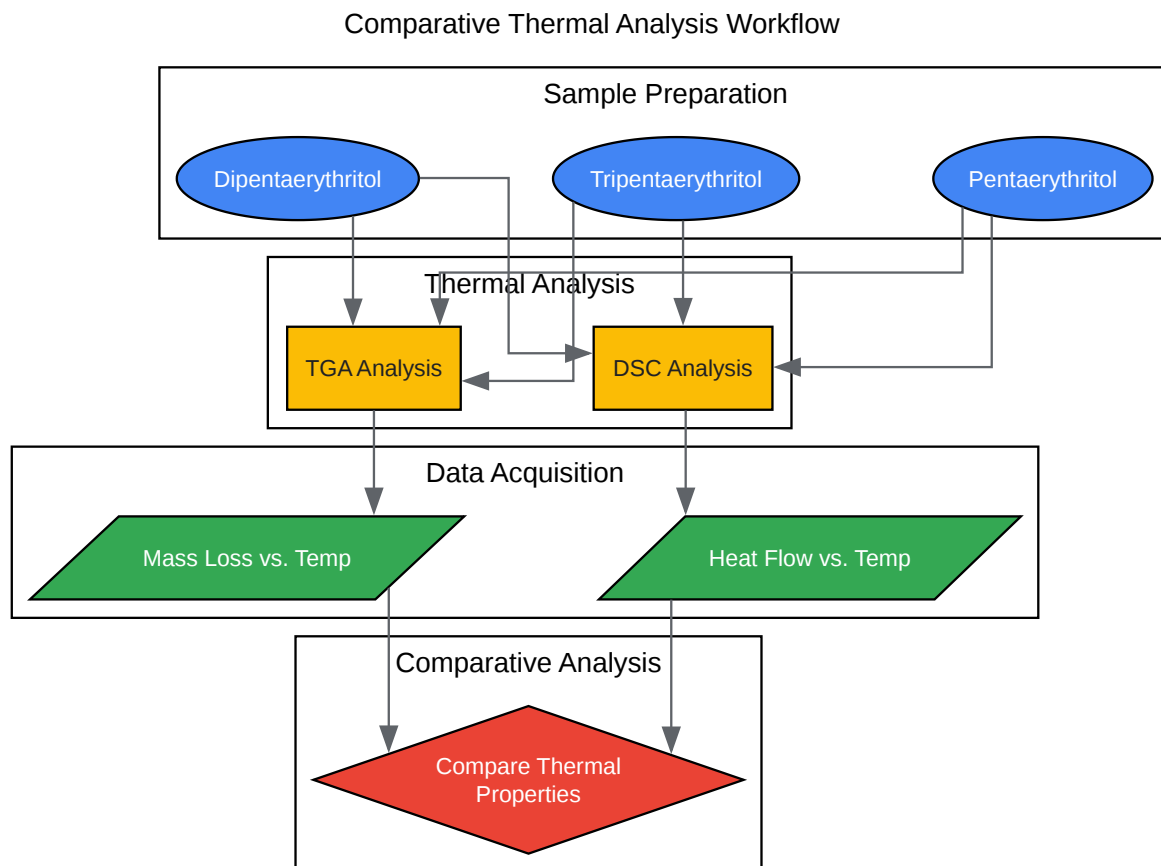 Comparative Thermal Analysis Workflow
Sample Preparation
Dipentaerythritol
Tripentaerythritol
Pentaerythritol
Thermal Analysis
TGA Analysis
DSC Analysis
Data Acquisition
Mass Loss vs. Temp
Heat Flow vs. Temp
Comparative Analysis
Compare Thermal
Properties